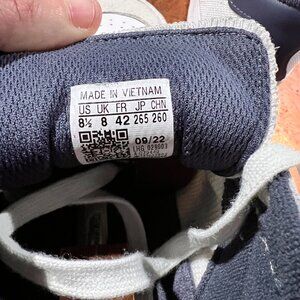 MADE IN VIETNAM
US UK FR JP CHN
8½ 8 42 265 260
09/22